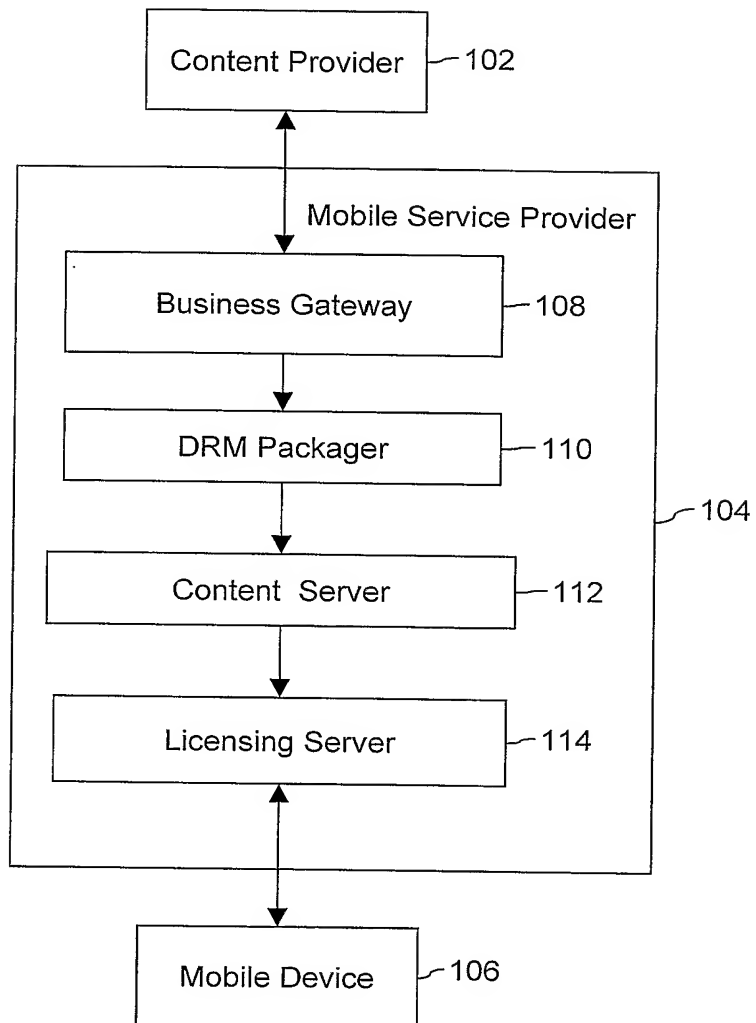 Content Provider 102
Mobile Service Provider
Business Gateway 108
DRM Packager 110
104
Content Server 112
Licensing Server 114
Mobile Device 106